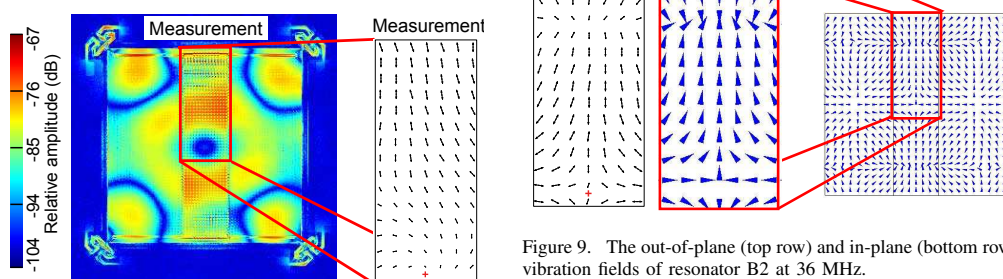 Measurement
Measurement
-67
-76
-85
-94
-104
Relative amplitude (dB)
Figure 9. The out-of-plane (top row) and in-plane (bottom row
vibration fields of resonator B2 at 36 MHz.